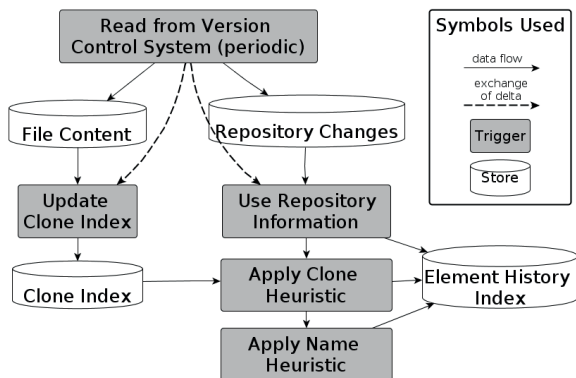 Read from Version
Control System (periodic)
Symbols Used
data flow
exchange
of delta
Trigger
Store
File Content
Repository Changes
Update
Clone Index
Use Repository
Information
Clone Index
Apply Clone
Heuristic
Element History
Index
Apply Name
Heuristic